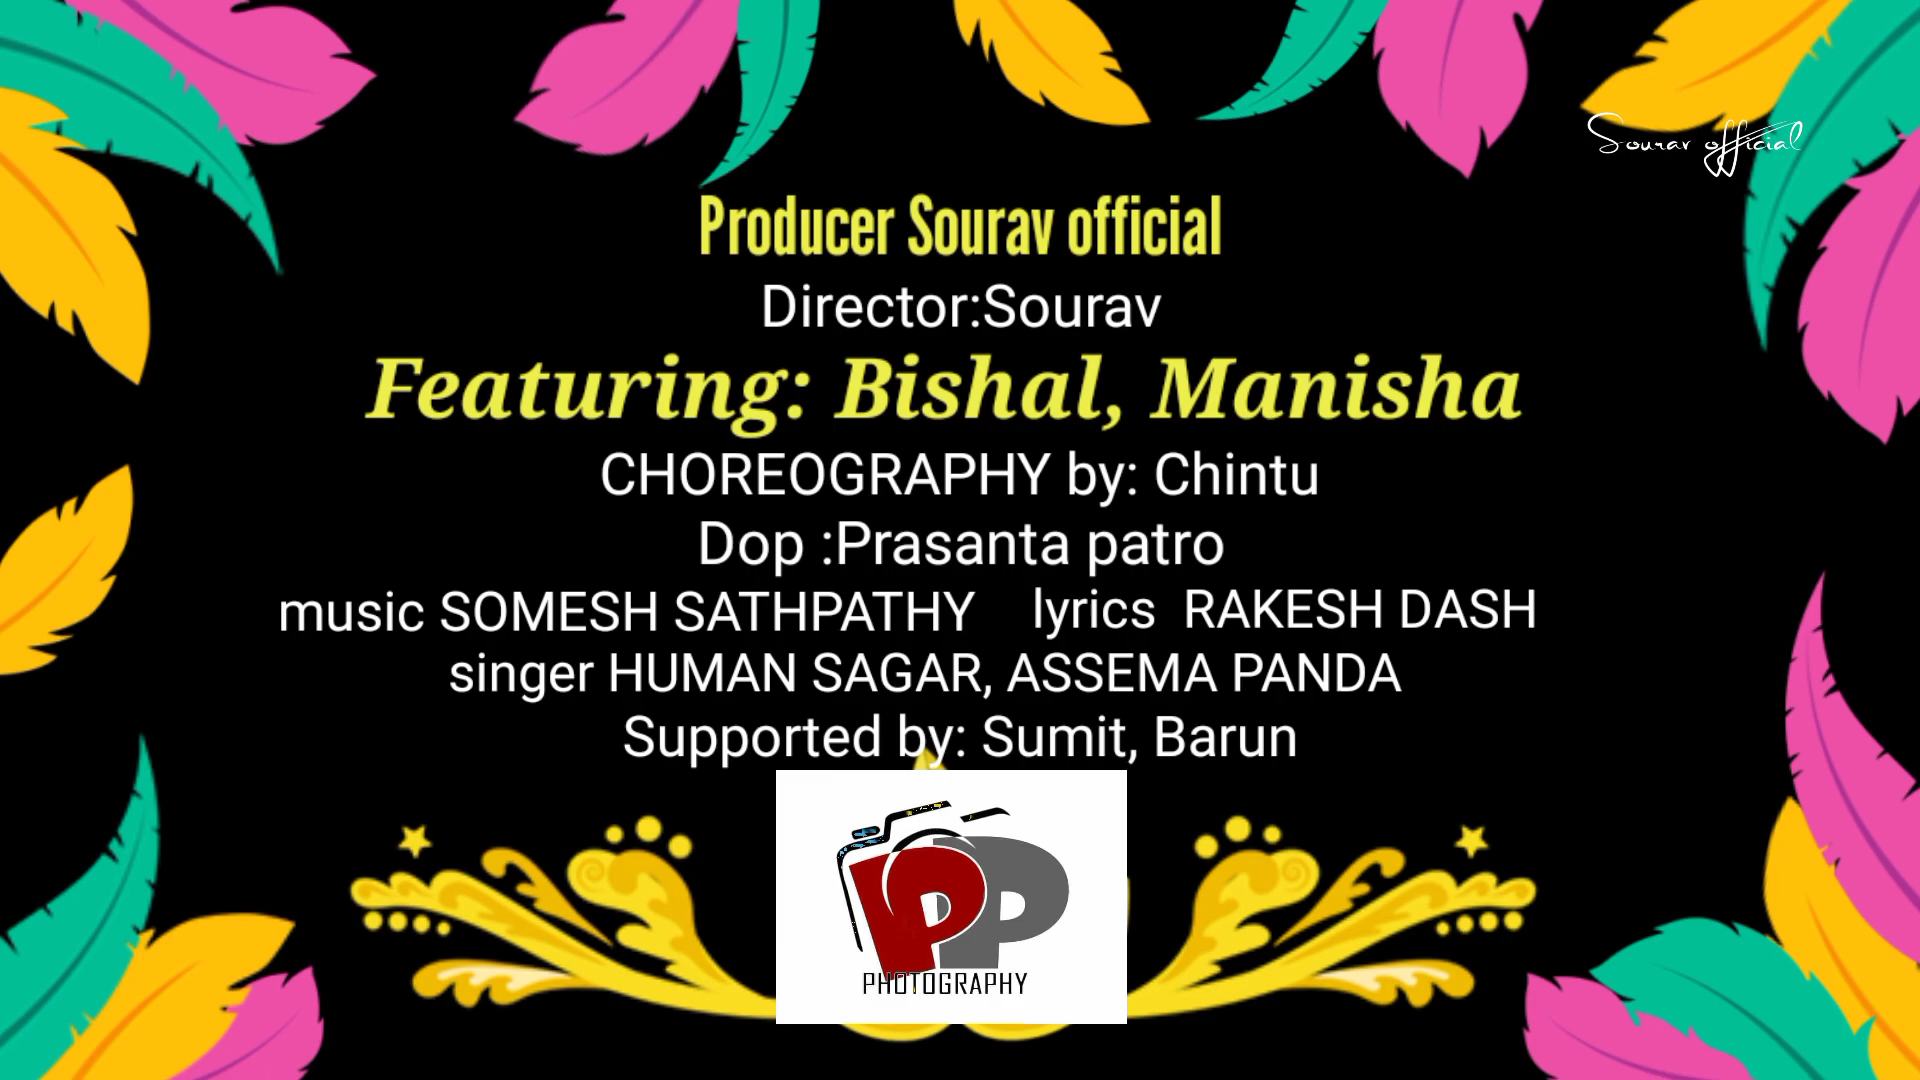 Sourav official
Producer Sourav official
Director:Sourav
Featuring: Bishal, Manisha
CHOREOGRAPHY by: Chintu
Dop :Prasanta patro
music SOMESH SATHPATHY lyrics RAKESH DASH
singer HUMAN SAGAR, ASSEMA PANDA
Supported by: Sumit, Barun
PP
PHOTOGRAPHY